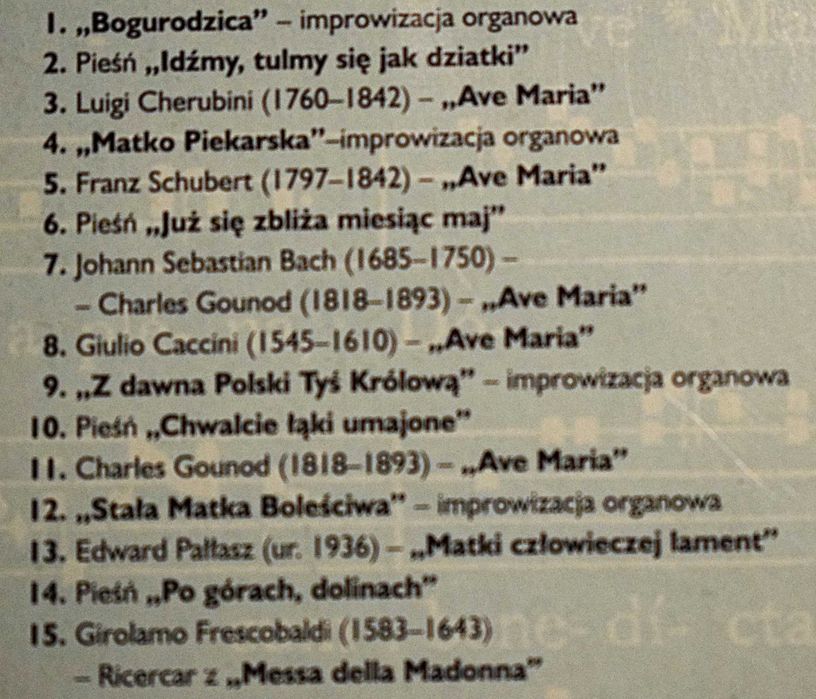 1. „Bogurodzica” – improwizacja organowa
2. Pieśń „Idźmy, tulmy się jak dziatki”
3. Luigi Cherubini (1760–1842) – „Ave Maria”
4. „Matko Piekarska”–improwizacja organowa
5. Franz Schubert (1797–1842) – „Ave Maria”
6. Pieśń „Już się zbliża miesiąc maj”
7. Johann Sebastian Bach (1685–1750) –
– Charles Gounod (1818–1893) – „Ave Maria”
8. Giulio Caccini (1545–1610) – „Ave Maria”
9. „Z dawna Polski Tyś Królową” – improwizacja organowa
10. Pieśń „Chwalcie łąki umajone”
11. Charles Gounod (1818–1893) – „Ave Maria”
12. „Stała Matka Boleściwa” – improwizacja organowa
13. Edward Pałłasz (ur. 1936) – „Matki człowieczej lament”
14. Pieśń „Po górach, dolinach”
15. Girolamo Frescobaldi (1583–1643)
– Ricercar z „Messa della Madonna”